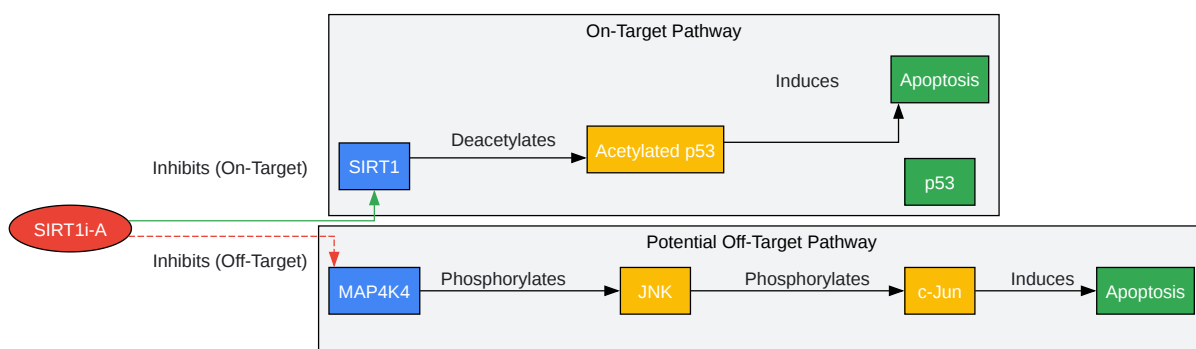 On-Target Pathway
Induces
Apoptosis
Deacetylates
Acetylated p53
Inhibits (On-Target)
SIRT1
p53
SIRT1i-A
Potential Off-Target Pathway
Inhibits (Off-Target)
MAP4K4
Phosphorylates
JNK
Phosphorylates
c-Jun
Induces
Apoptosis